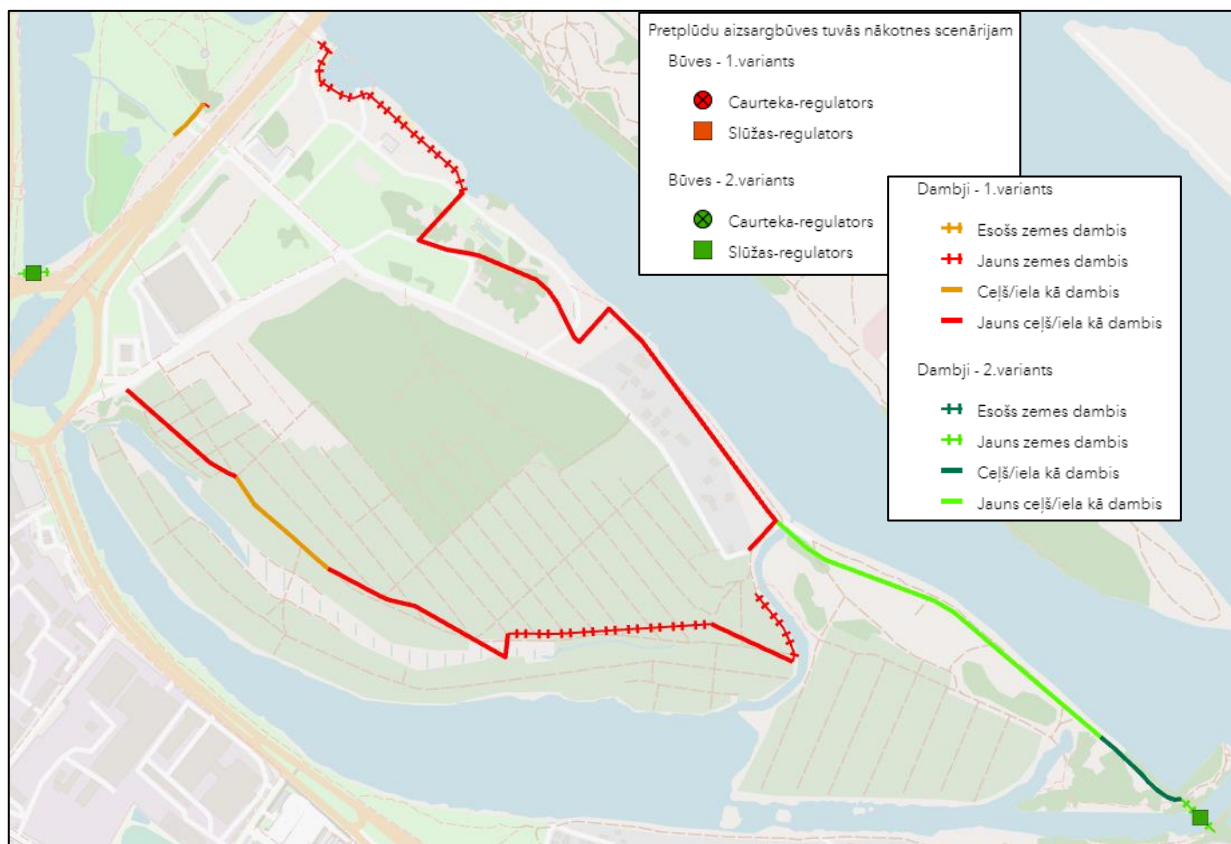 Pretplūdu aizsargbūves tuvās nākotnes scenārijam
Būves - 1.variants
Caurteka-regulators
Slūžas-regulators
Būves - 2.variants
Caurteka-regulators
Slūžas-regulators
Dambji - 1.variants
Esošs zemes dambis
Jauns zemes dambis
Ceļš/iela kā dambis
Jauns ceļš/iela kā dambis
Dambji - 2.variants
Esošs zemes dambis
Jauns zemes dambis
Ceļš/iela kā dambis
Jauns ceļš/iela kā dambis